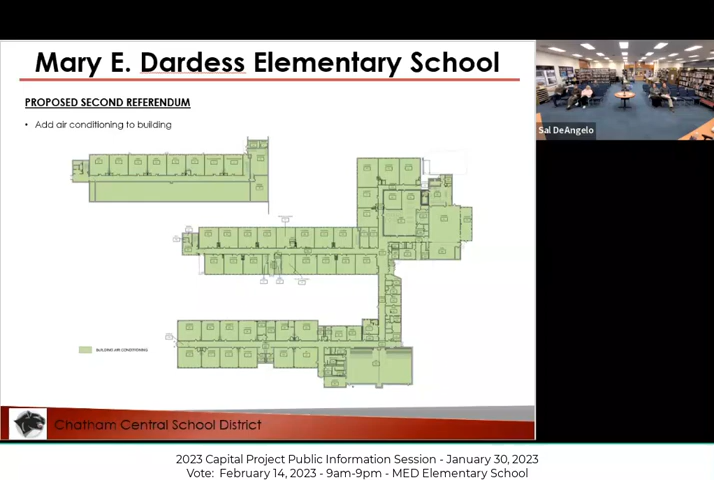 Mary E. Dardess Elementary School
PROPOSED SECOND REFERENDUM
• Add air conditioning to building
Sal DeAngelo
BUILDING AIR CONDITIONING
Chatham Central School District
2023 Capital Project Public Information Session - January 30, 2023
Vote: February 14, 2023 - 9am-9pm - MED Elementary School